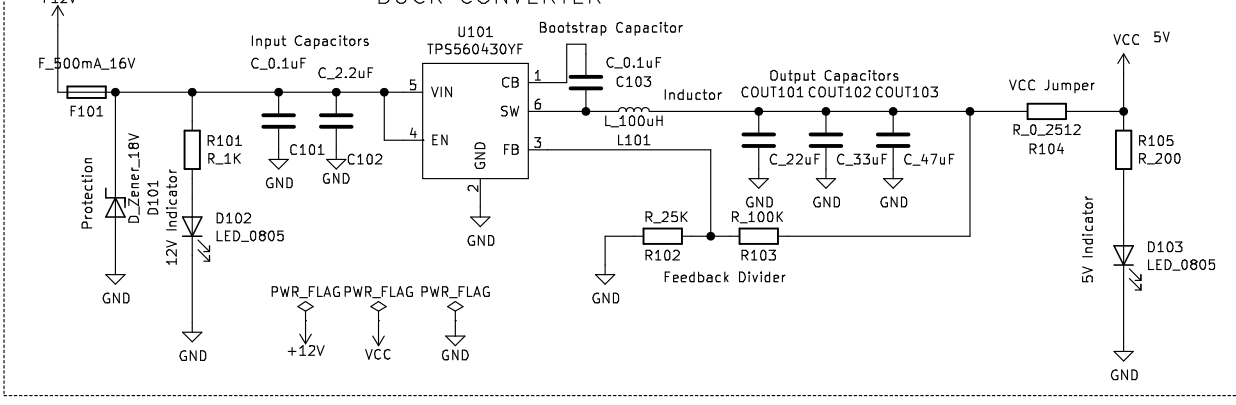 +12V
BUCK CONVERTER
F_500mA_16V
F101
Protection
D_Zener_18V
D101
GND
12V Indicator
R101
R_1K
D102
LED_0805
GND
Input Capacitors
C_0.1uF
C101
GND
C_2.2uF
C102
GND
U101
TPS560430YF
5
VIN
4
EN
GND
2
GND
CB
1
SW
6
FB
3
Bootstrap Capacitor
C_0.1uF
C103
Inductor
L_100uH
L101
Output Capacitors
COUT101 COUT102 COUT103
C_22uF C_33uF C_47uF
GND GND GND
R_25K
R102
GND
R_100K
R103
Feedback Divider
VCC Jumper
R_0_2512
R104
VCC 5V
R105
R_200
5V Indicator
D103
LED_0805
GND
PWR_FLAG PWR_FLAG PWR_FLAG
+12V VCC GND